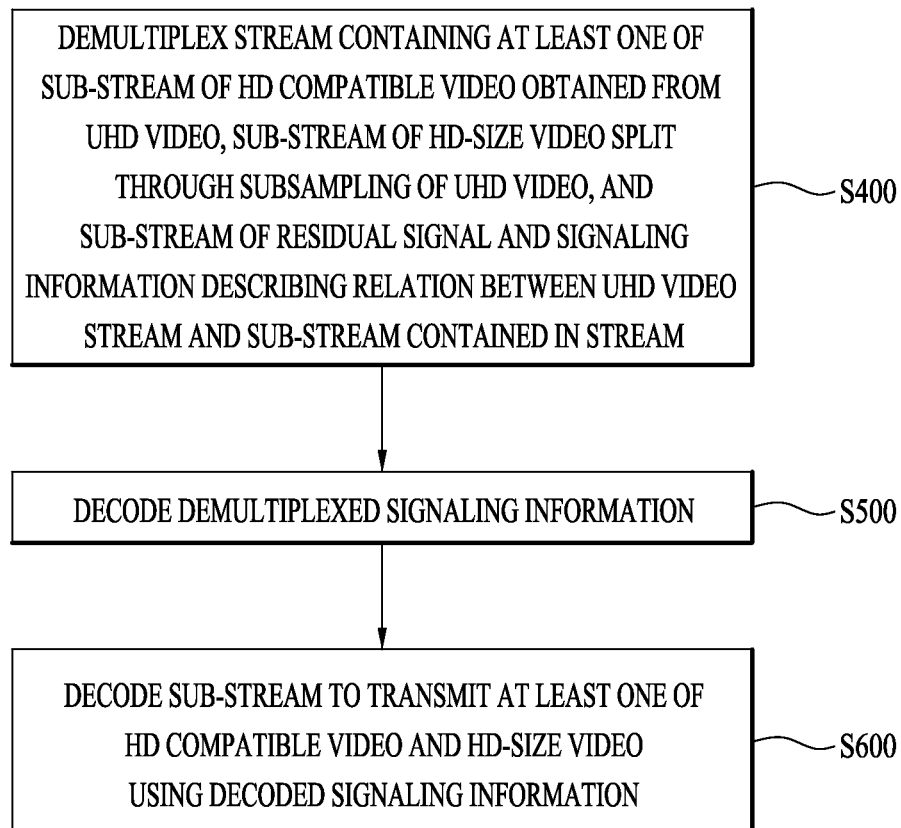 DEMULTIPLEX STREAM CONTAINING AT LEAST ONE OF
SUB-STREAM OF HD COMPATIBLE VIDEO OBTAINED FROM
UHD VIDEO, SUB-STREAM OF HD-SIZE VIDEO SPLIT
THROUGH SUBSAMPLING OF UHD VIDEO, AND
SUB-STREAM OF RESIDUAL SIGNAL AND SIGNALING
INFORMATION DESCRIBING RELATION BETWEEN UHD VIDEO
STREAM AND SUB-STREAM CONTAINED IN STREAM
S400
DECODE DEMULTIPLEXED SIGNALING INFORMATION
S500
DECODE SUB-STREAM TO TRANSMIT AT LEAST ONE OF
HD COMPATIBLE VIDEO AND HD-SIZE VIDEO
USING DECODED SIGNALING INFORMATION
S600